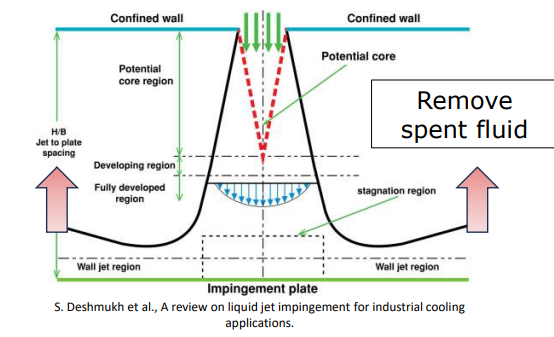 Confined wall
Confined wall
Potential
core region
Potential core
Remove
spent fluid
H/B
Jet to plate
spacing
Developing region
Fully developed
region
stagnation region
Wall jet region
Wall jet region
Impingement plate
S. Deshmukh et al., A review on liquid jet impingement for industrial cooling
applications.